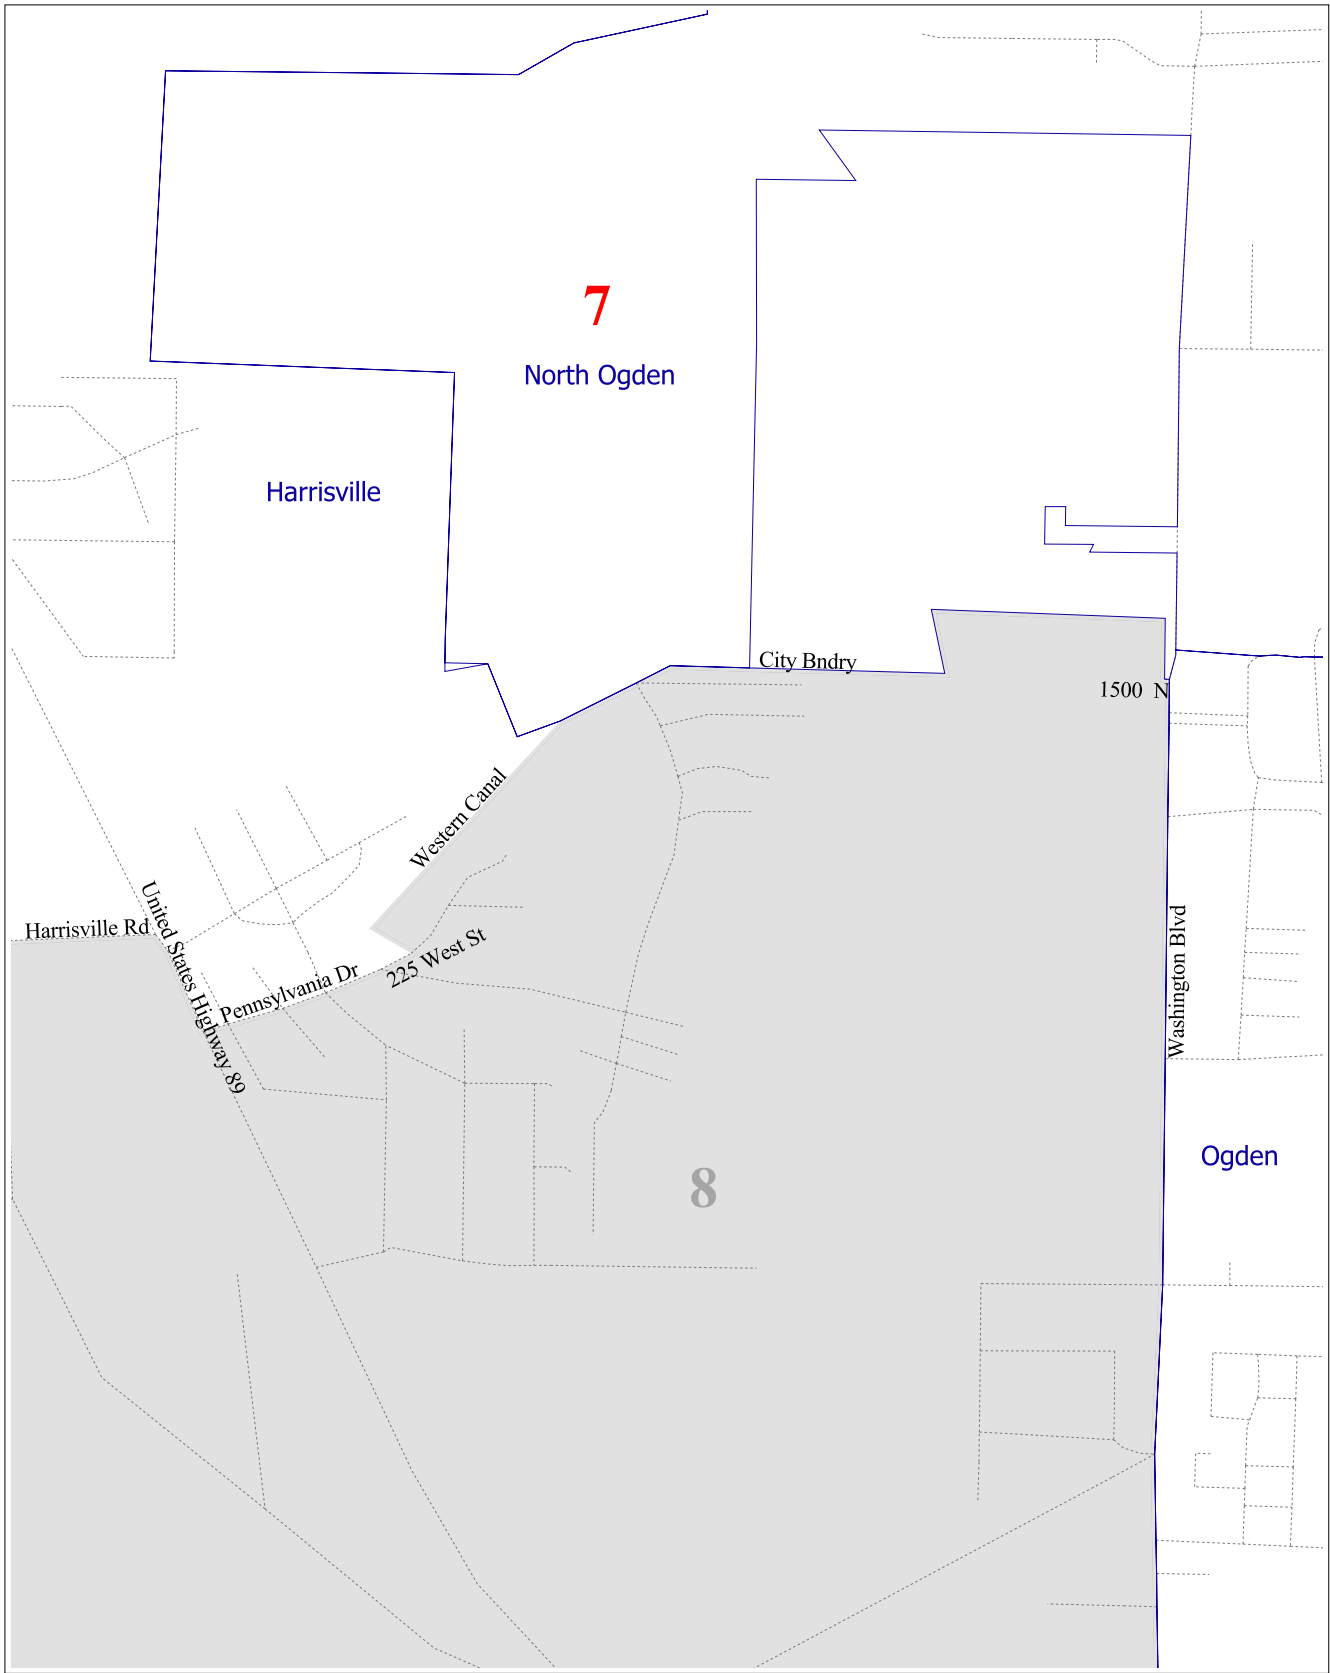 7
North Ogden
Harrisville
City Bndry
1500 N
Western Canal
United States Highway 89
Harrisville Rd
225 West St
Pennsylvania Dr
Washington Blvd
Ogden
8